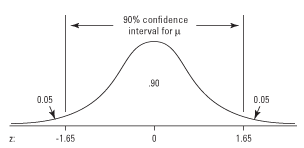 90% confidence
interval for μ
.90
0.05
0.05
z:
-1.65
0
1.65